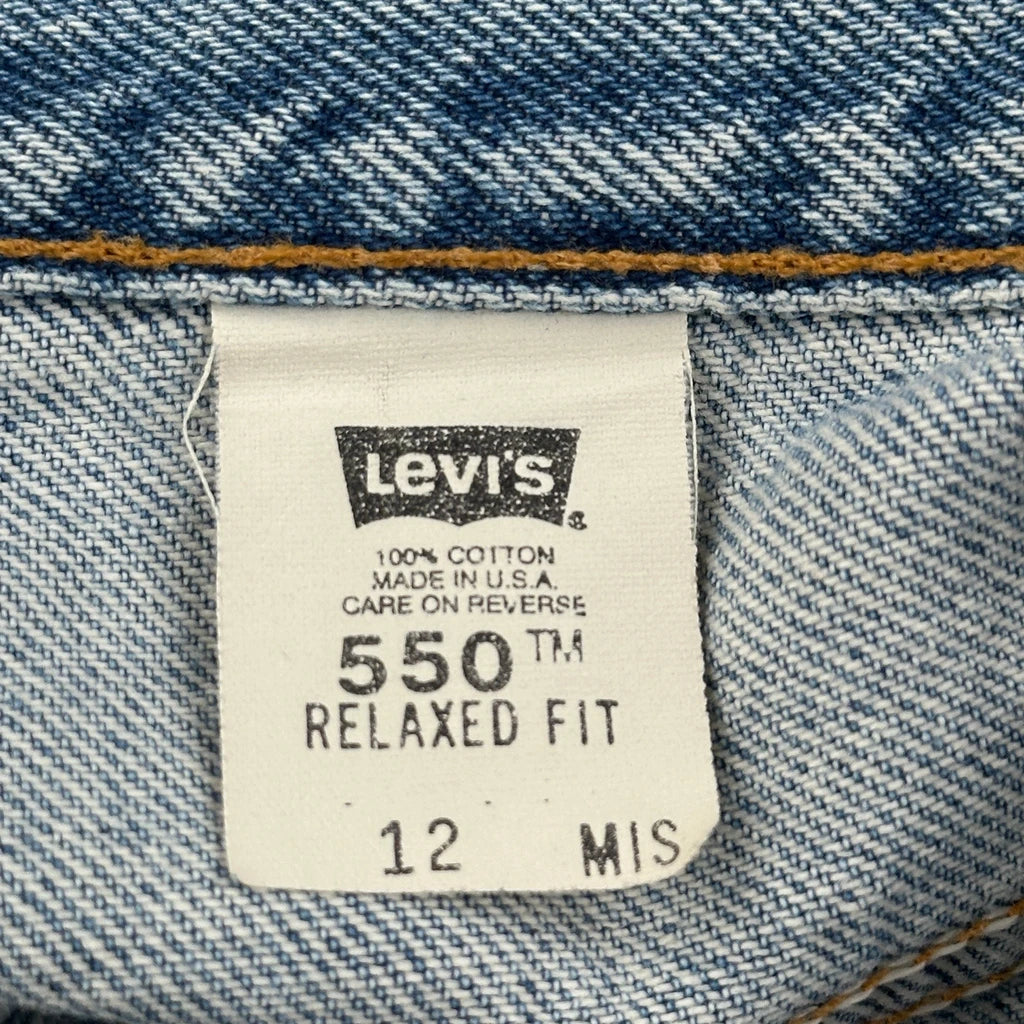 Levi's®
100% COTTON
MADE IN U.S.A.
CARE ON REVERSE
550™
RELAXED FIT
12 MIS